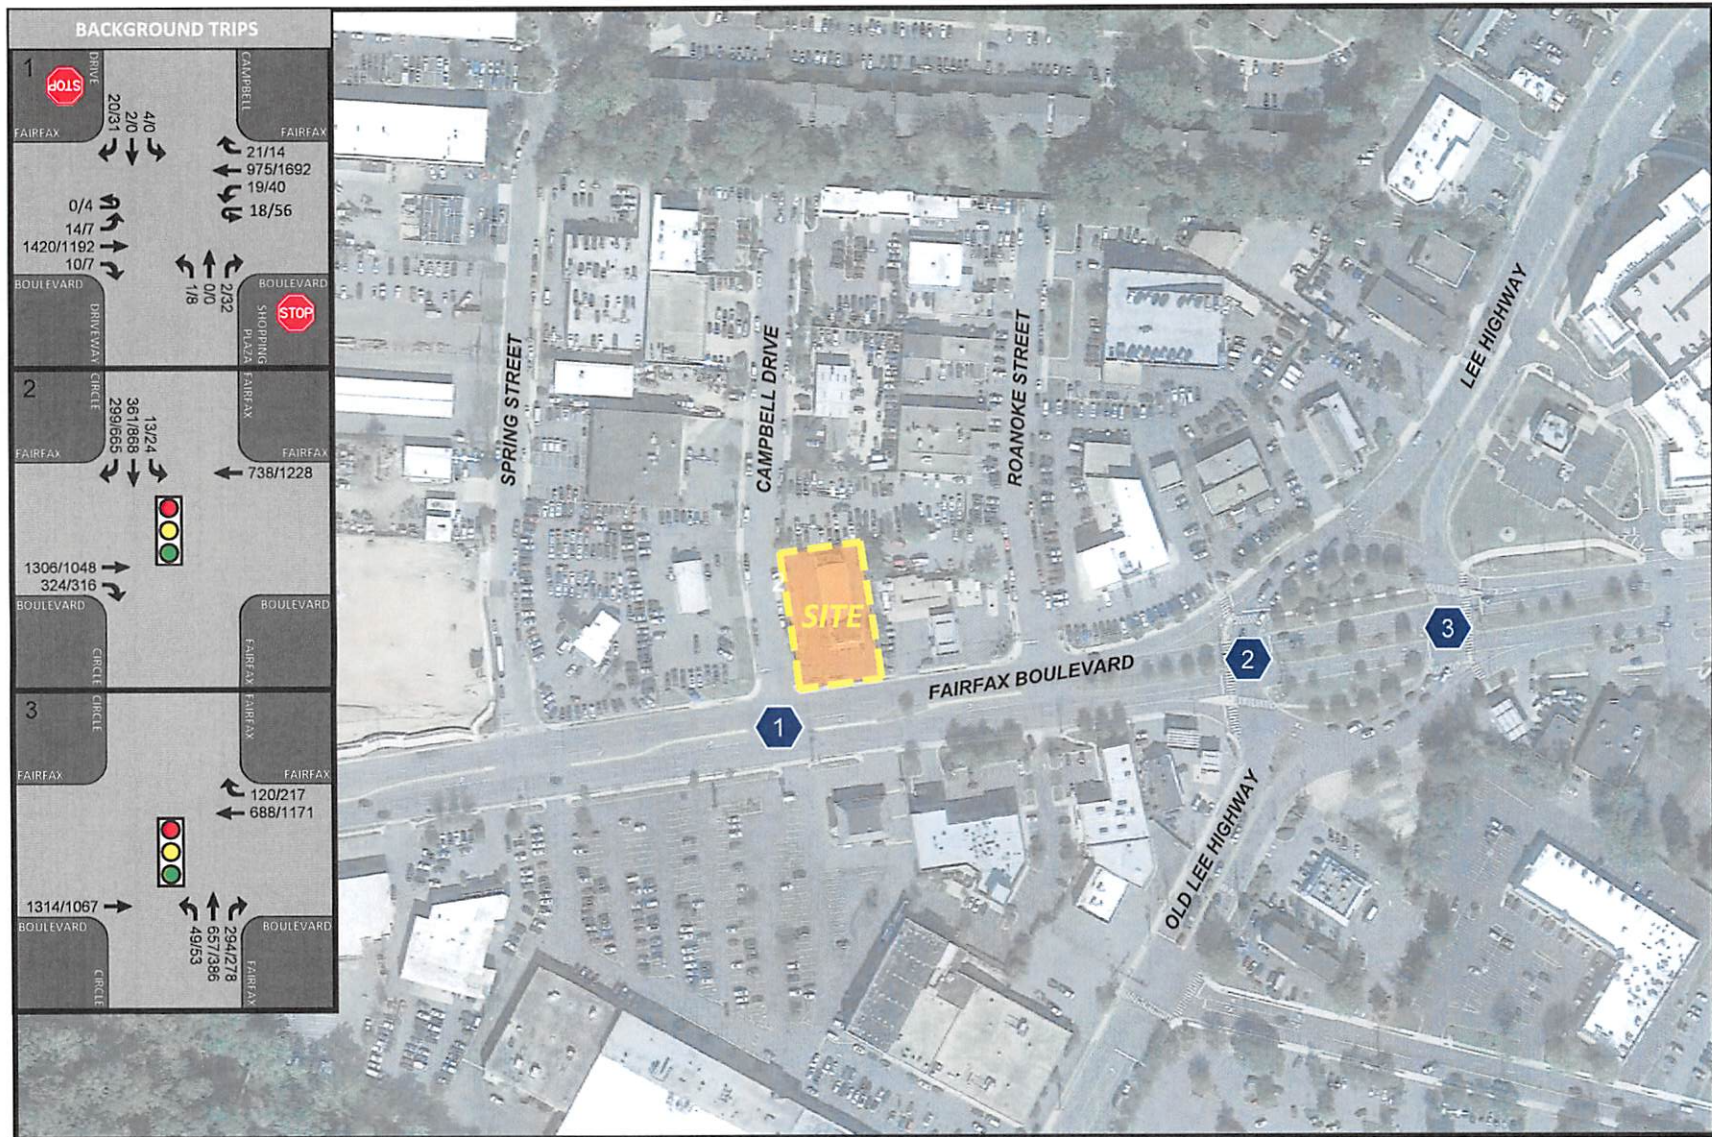 BACKGROUND TRIPS
1
DRIVE
CAMPBELL
STOP
FAIRFAX
FAIRFAX
20/31
2/0
4/0
21/14
975/1692
19/40
18/56
0/4
14/7
1420/1192
10/7
1/8
0/0
2/32
BOULEVARD
BOULEVARD
DRIVEWAY
SHOPPING
PLAZA
STOP
2
CIRCLE
FAIRFAX
FAIRFAX
FAIRFAX
299/665
361/868
13/24
738/1228
1306/1048
324/316
BOULEVARD
BOULEVARD
CIRCLE
FAIRFAX
3
CIRCLE
FAIRFAX
FAIRFAX
FAIRFAX
120/217
688/1171
1314/1067
49/53
657/386
294/278
BOULEVARD
BOULEVARD
CIRCLE
FAIRFAX
SPRING STREET
CAMPBELL DRIVE
ROANOKE STREET
LEE HIGHWAY
SITE
FAIRFAX BOULEVARD
OLD LEE HIGHWAY
1
2
3